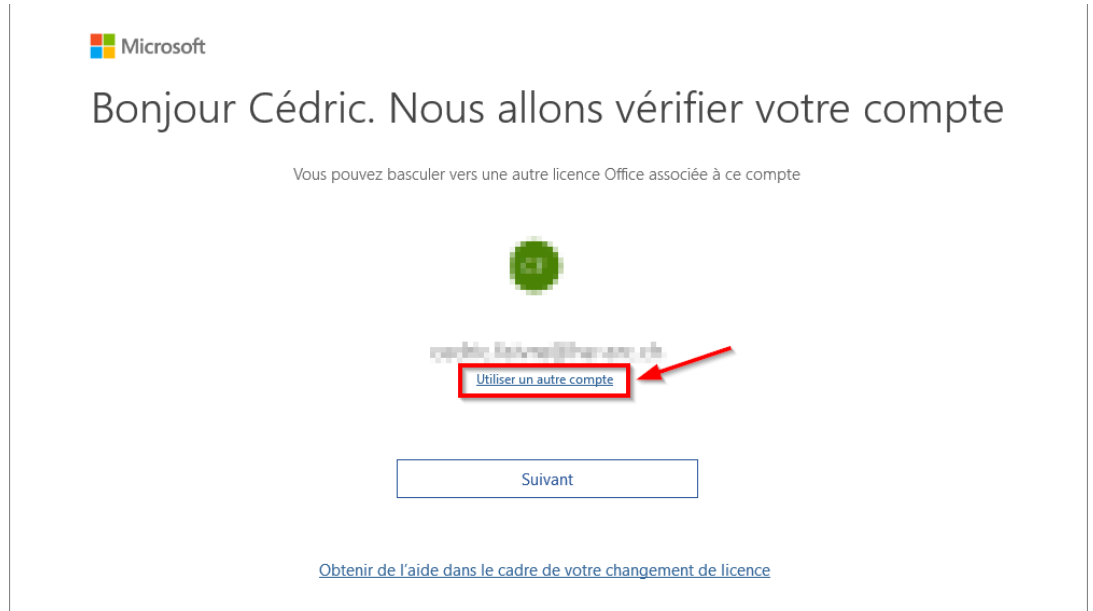 Microsoft
Bonjour Cédric. Nous allons vérifier votre compte
Vous pouvez basculer vers une autre licence Office associée à ce compte
Utiliser un autre compte
Suivant
Obtenir de l'aide dans le cadre de votre changement de licence